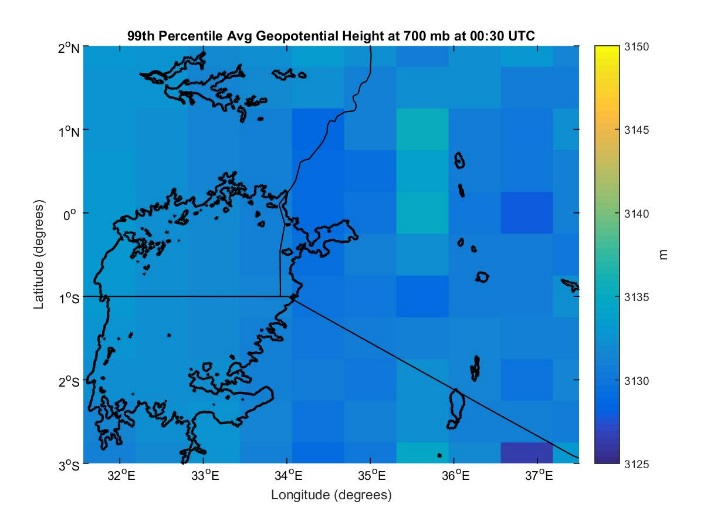 99th Percentile Avg Geopotential Height at 700 mb at 00:30 UTC
2°N
1°N
0°
1°S
2°S
3°S
Latitude (degrees)
32°E 33°E 34°E 35°E 36°E 37°E
Longitude (degrees)
3150
3145
3140
3135
3130
3125
m